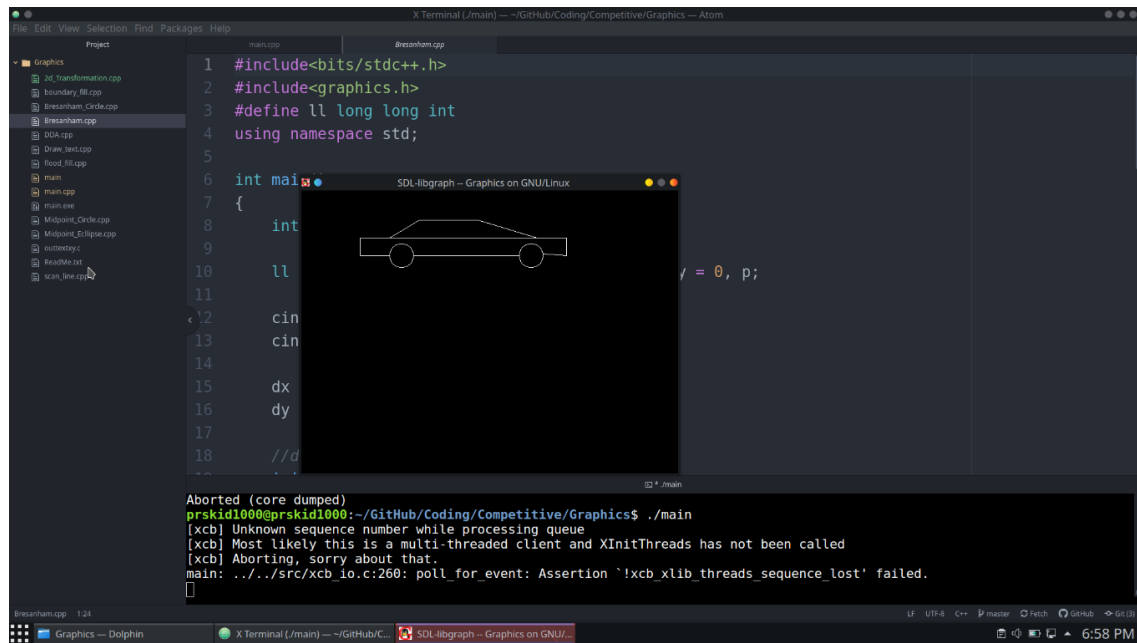 X Terminal (./main) — ~/GitHub/Coding/Competitive/Graphics — Atom
File Edit View Selection Find Packages Help
Project
main.cpp
Bresanham.cpp
Graphics
2d_Transformation.cpp
boundary_fill.cpp
Bresanham_Circle.cpp
Bresanham.cpp
DDA.cpp
Draw_text.cpp
flood_fill.cpp
main
main.cpp
main.exe
Midpoint_Circle.cpp
Midpoint_Ecllipse.cpp
outtextxy.c
ReadMe.txt
scan_line.cpp
1 #include<bits/stdc++.h>
2 #include<graphics.h>
3 #define ll long long int
4 using namespace std;
5
6 int mai
7 {
8 int
9
10 ll y = 0, p;
11
12 cin
13 cin
14
15 dx
16 dy
17
18 //d
SDL-libgraph -- Graphics on GNU/Linux
* ./main
Aborted (core dumped)
prskid1000@prskid1000:~/GitHub/Coding/Competitive/Graphics$ ./main
[xcb] Unknown sequence number while processing queue
[xcb] Most likely this is a multi-threaded client and XInitThreads has not been called
[xcb] Aborting, sorry about that.
main: ../../src/xcb_io.c:260: poll_for_event: Assertion `!xcb_xlib_threads_sequence_lost' failed.
Bresanham.cpp 1:24
LF UTF-8 C++ master Fetch GitHub Git (3)
Graphics — Dolphin
X Terminal (./main) — ~/GitHub/C...
SDL-libgraph -- Graphics on GNU/...
6:58 PM